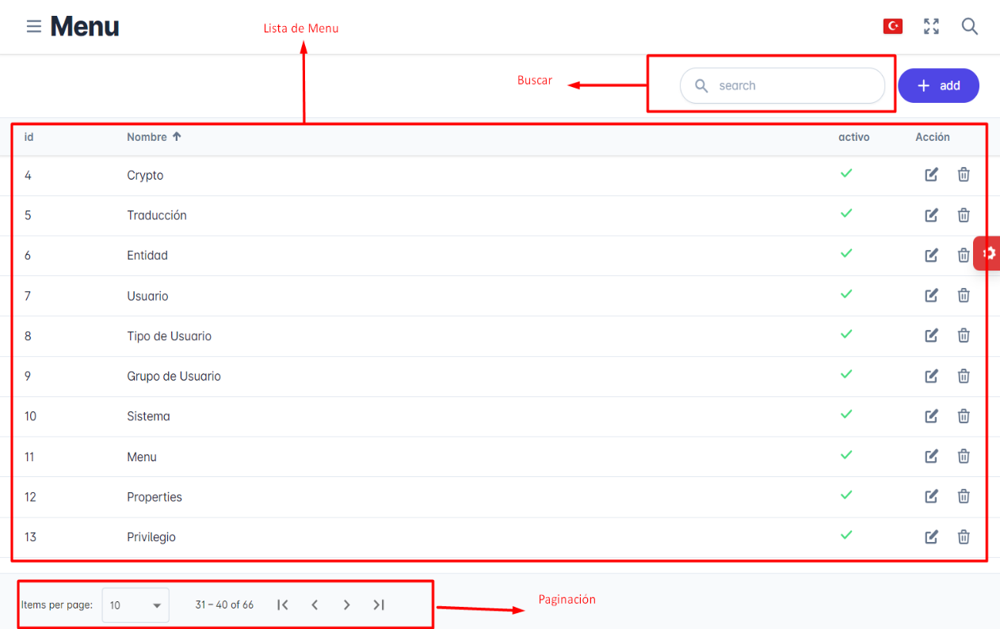 Menu
Lista de Menu
Buscar
search
add
id Nombre activo Acción
4 Crypto
5 Traducción
6 Entidad
7 Usuario
8 Tipo de Usuario
9 Grupo de Usuario
10 Sistema
11 Menu
12 Properties
13 Privilegio
Items per page: 10 31 – 40 of 66
Paginación